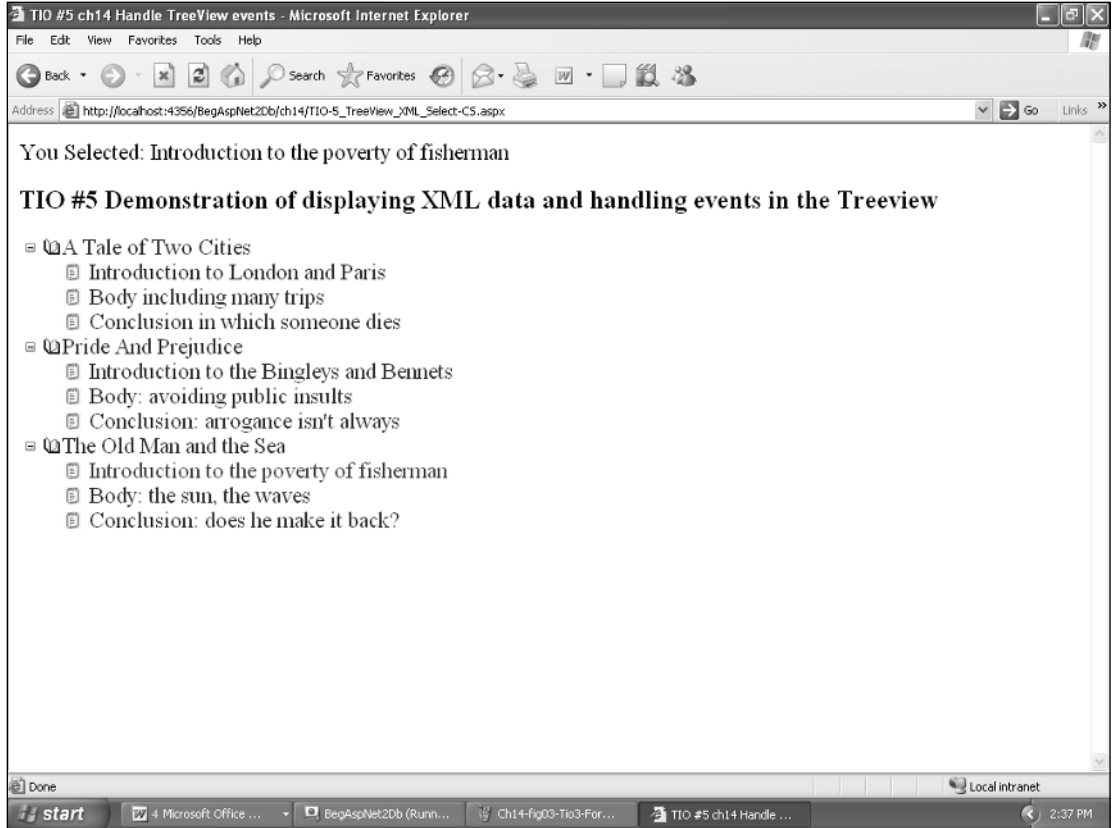 TIO #5 ch14 Handle TreeView events - Microsoft Internet Explorer
File Edit View Favorites Tools Help
Back Search Favorites
Address http://localhost:4356/BegAspNet2Db/ch14/TIO-5_TreeView_XML_Select-CS.aspx Go Links »
You Selected: Introduction to the poverty of fisherman
TIO #5 Demonstration of displaying XML data and handling events in the Treeview
A Tale of Two Cities
Introduction to London and Paris
Body including many trips
Conclusion in which someone dies
Pride And Prejudice
Introduction to the Bingleys and Bennets
Body: avoiding public insults
Conclusion: arrogance isn't always
The Old Man and the Sea
Introduction to the poverty of fisherman
Body: the sun, the waves
Conclusion: does he make it back?
Done Local intranet
start 4 Microsoft Office ... BegAspNet2Db (Runn... Ch14-fig03-Tio3-For... TIO #5 ch14 Handle ... 2:37 PM